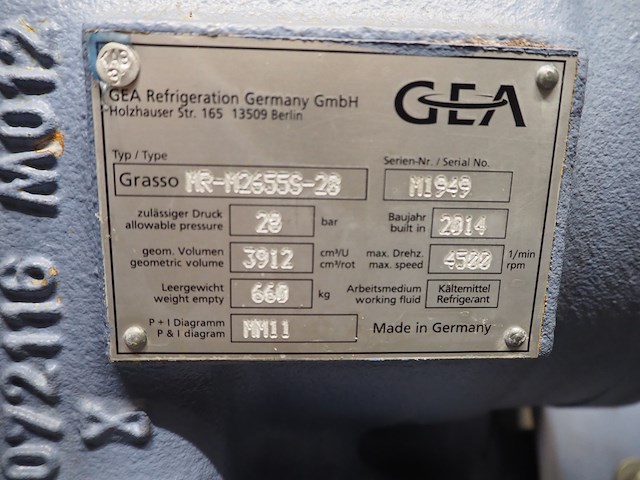 GEA Refrigeration Germany GmbH
Holzhauser Str. 165 13509 Berlin
GEA
Typ / Type
Grasso MR-M2655S-28
Serien-Nr. / Serial No.
M1949
zulässiger Druck
allowable pressure
28 bar
Baujahr
built in
2014
geom. Volumen
geometric volume
3912
cm³/U
cm³/rot
max. Drehz.
max. speed
4500
1/min
rpm
Leergewicht
weight empty
660 kg
Arbeitsmedium
working fluid
Kältemittel
Refrigerant
P + I Diagramm
P & I diagram
MM11
Made in Germany
0721116 M012
X